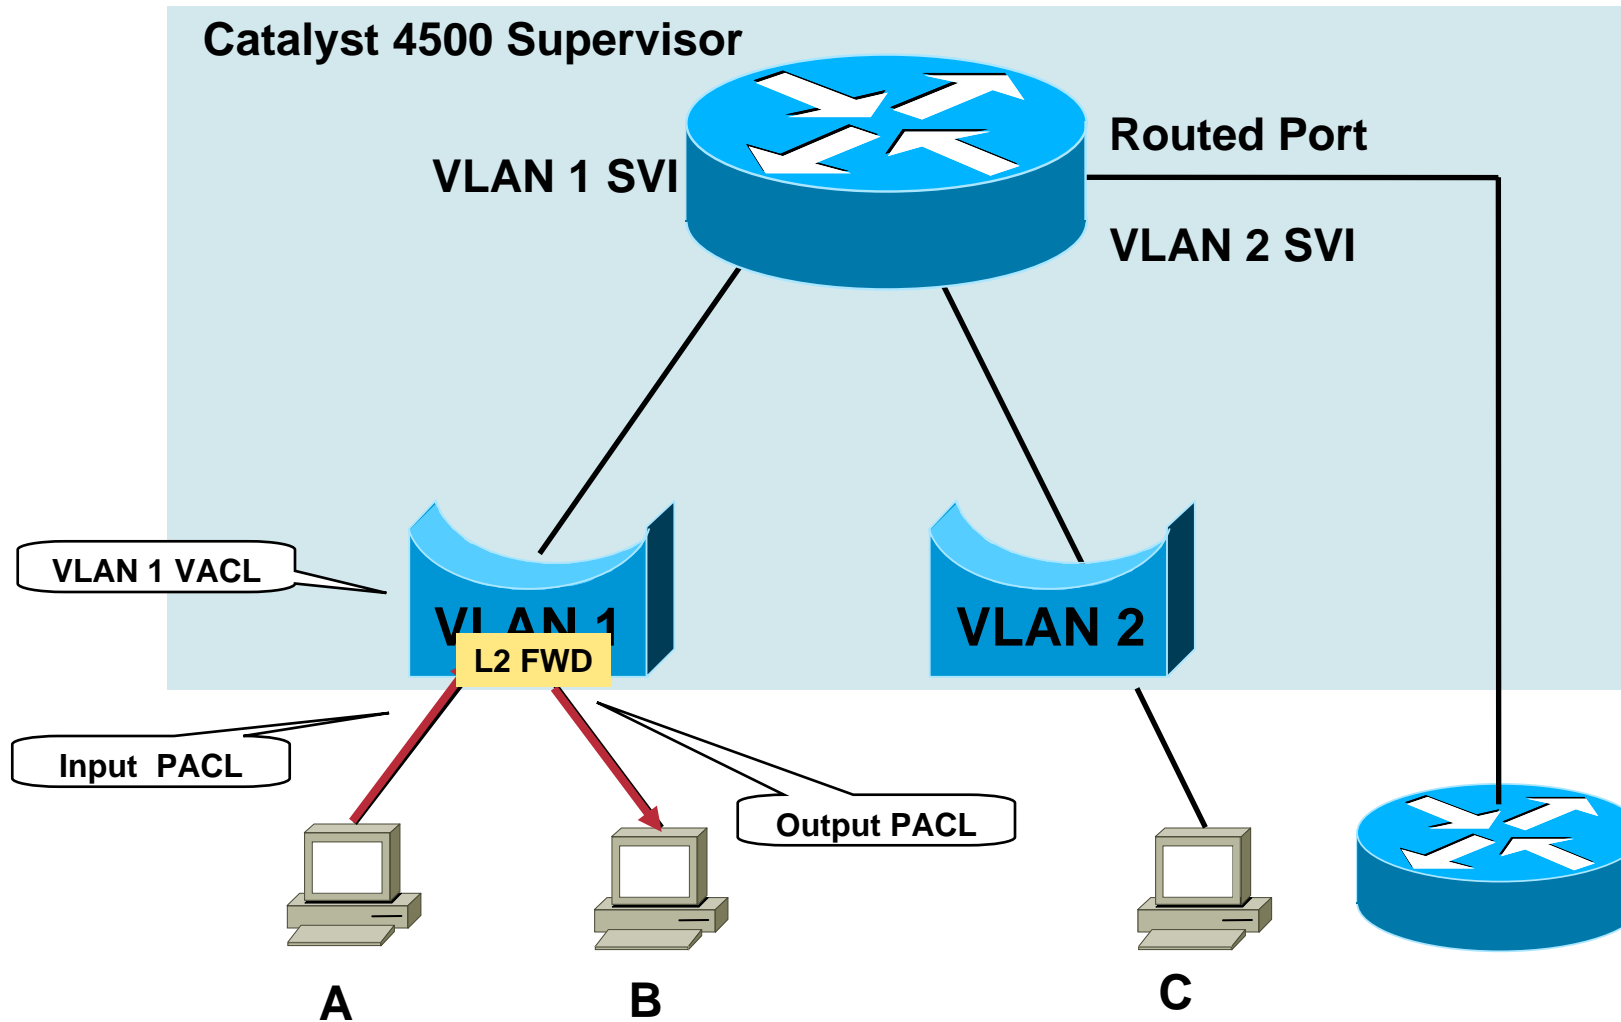 Catalyst 4500 Supervisor
Routed Port
VLAN 1 SVI
VLAN 2 SVI
VLAN 1 VACL
VLAN 1
VLAN 2
L2 FWD
Input PACL
Output PACL
A
B
C